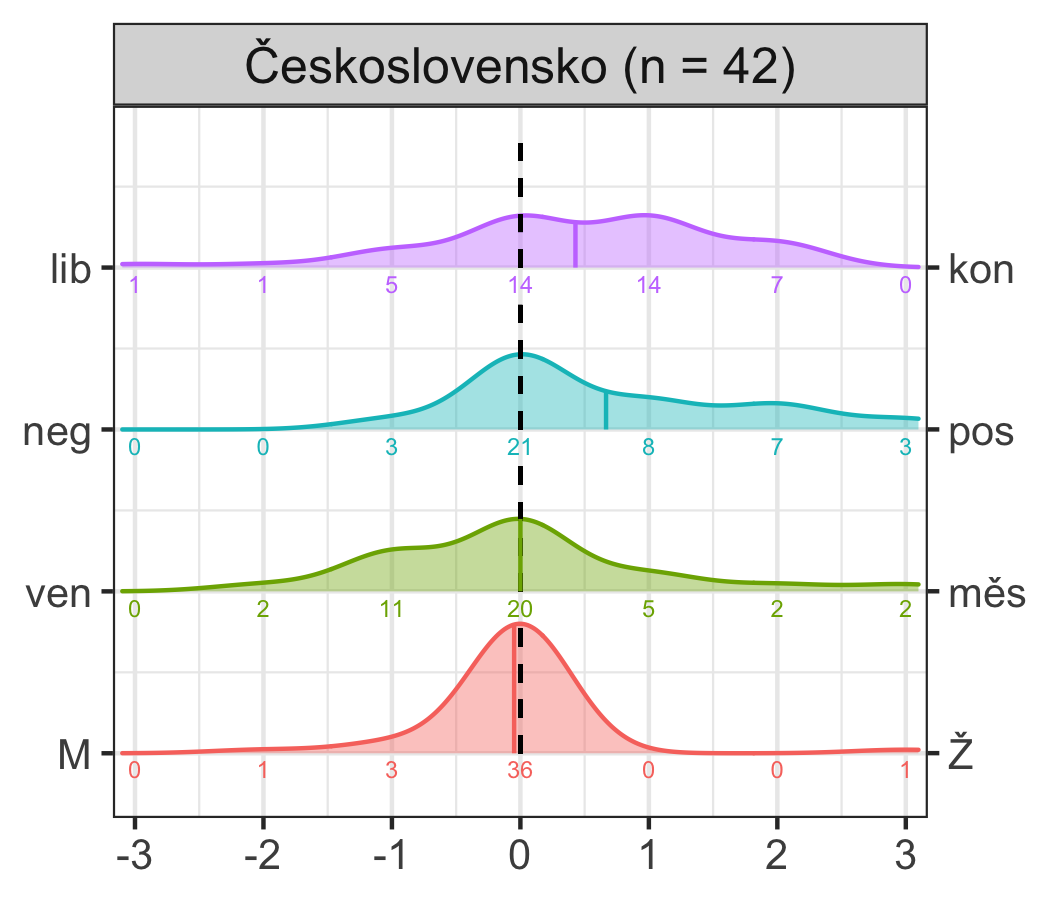 Československo (n = 42)
lib kon
1 1 5 14 14 7 0
neg pos
0 0 3 21 8 7 3
ven měs
0 2 11 20 5 2 2
M Ž
0 1 3 36 0 0 1
-3 -2 -1 0 1 2 3